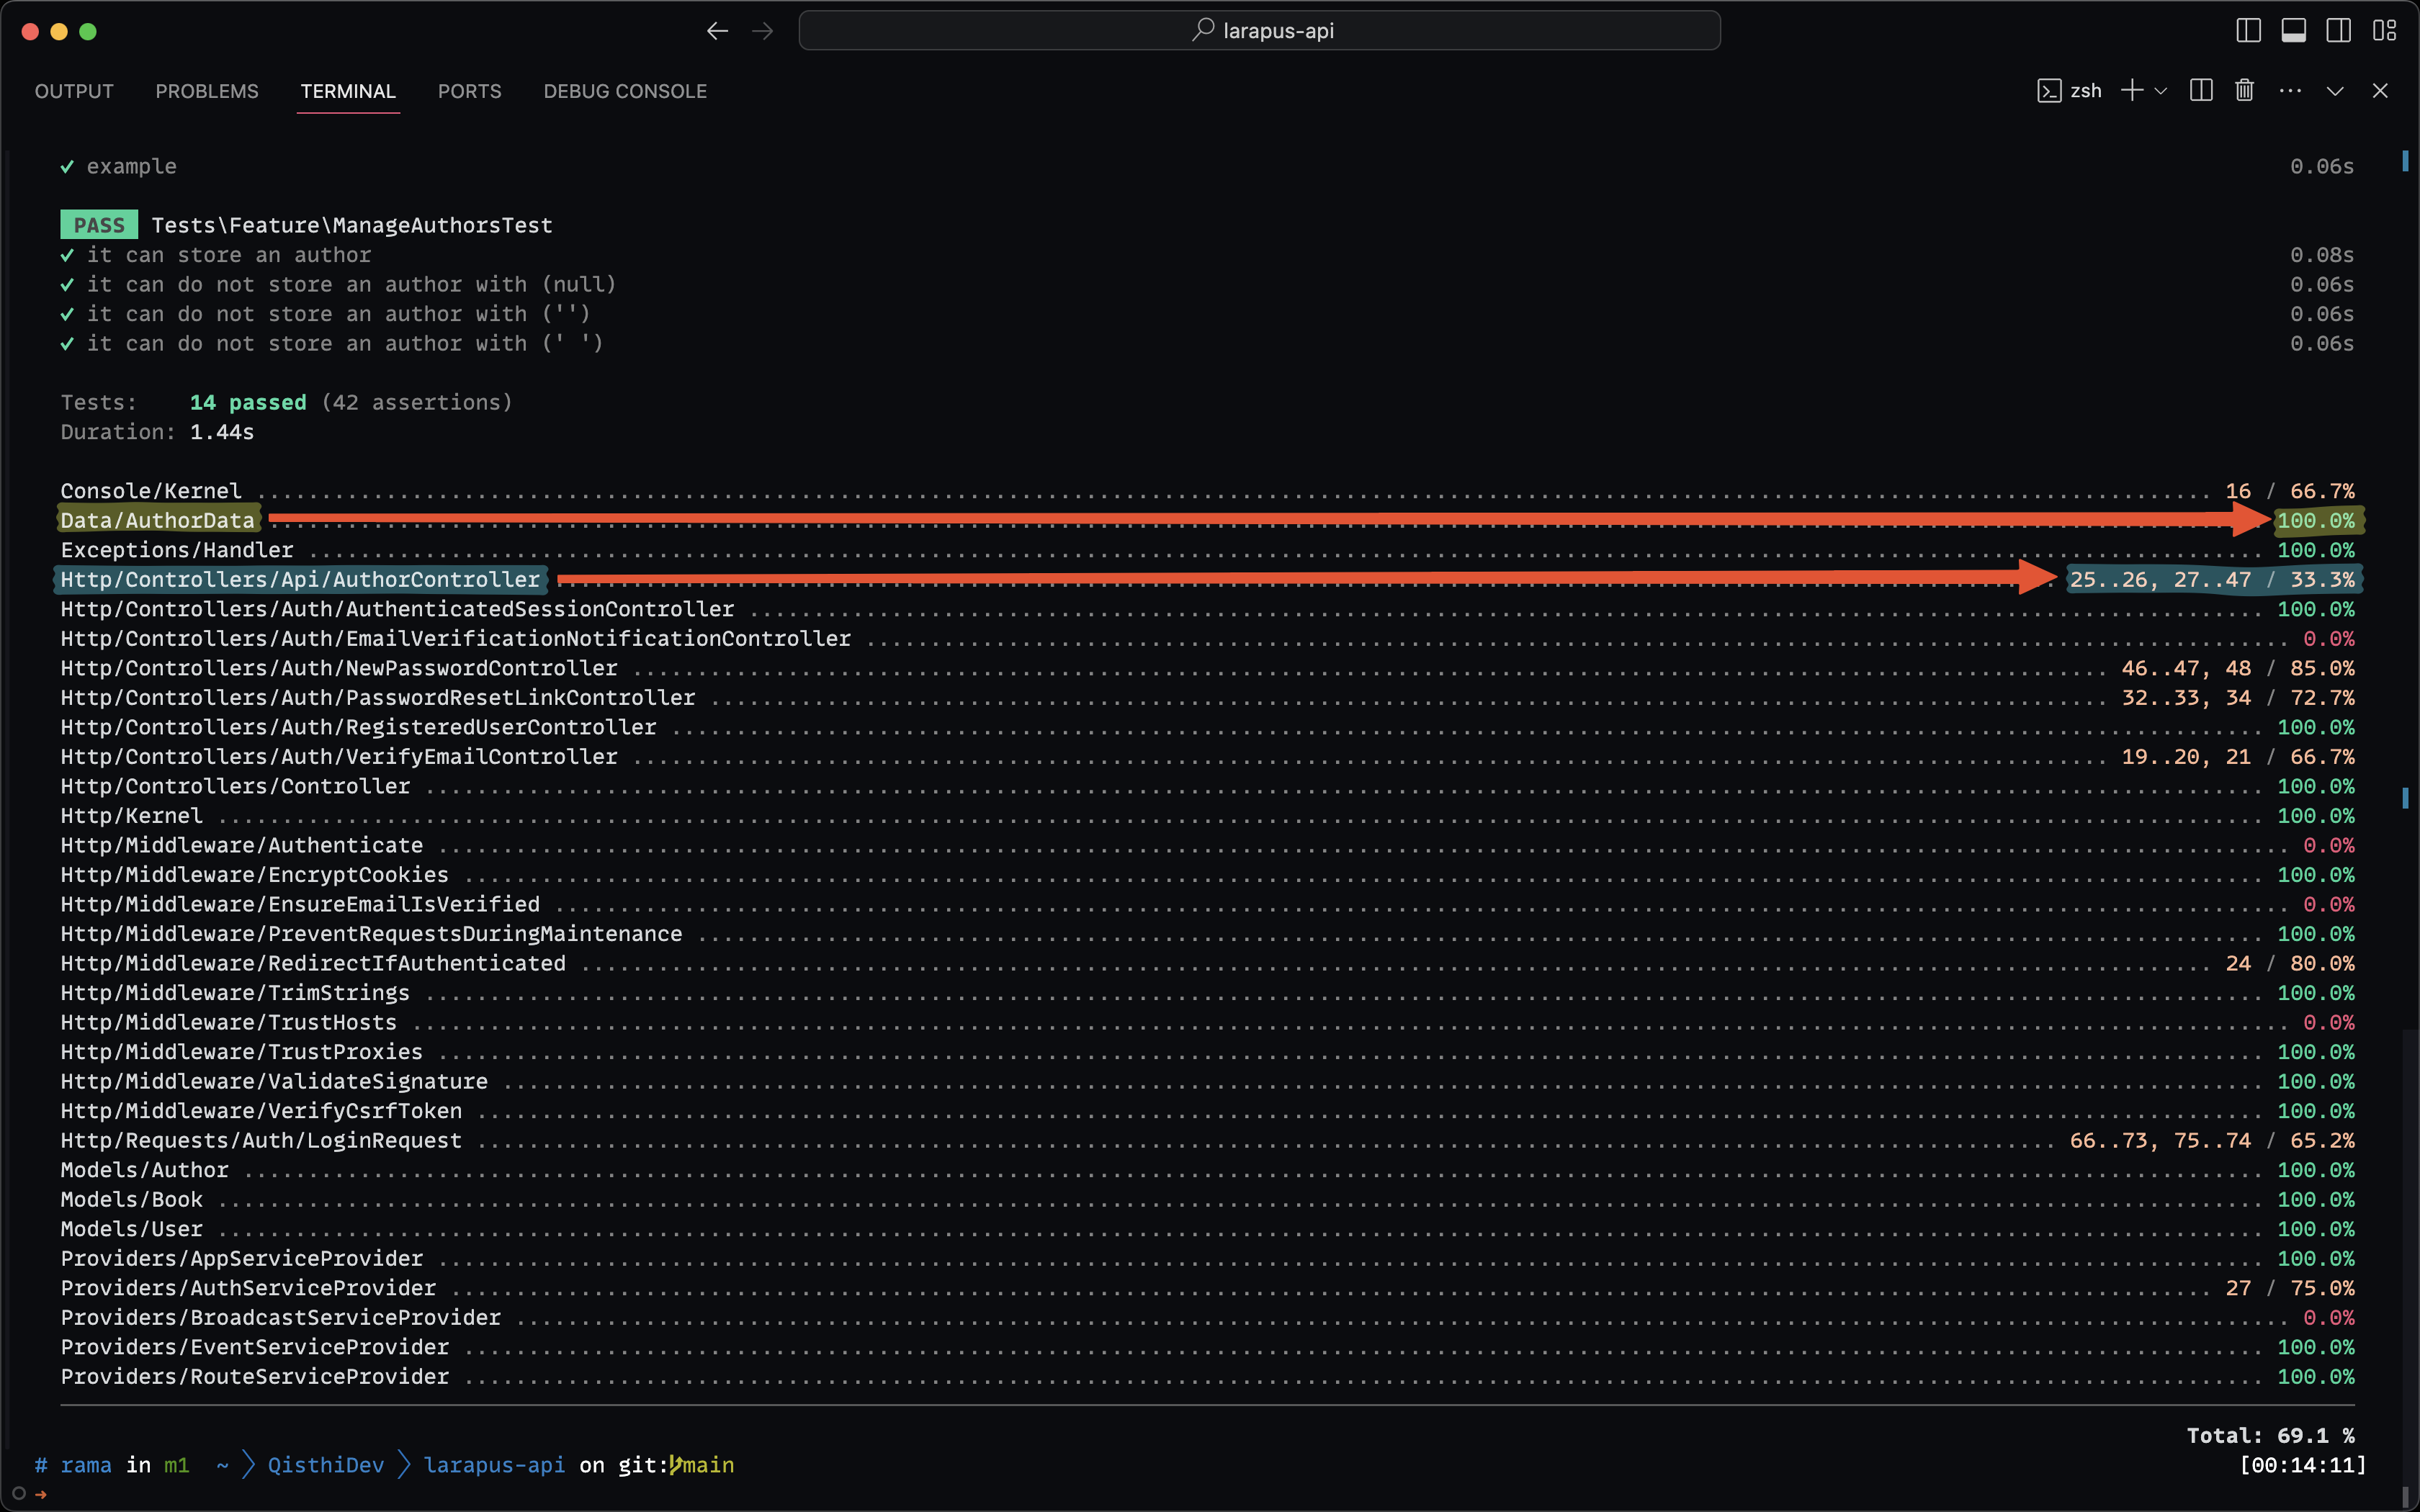 larapus-api
OUTPUT PROBLEMS TERMINAL PORTS DEBUG CONSOLE zsh
✓ example 0.06s
PASS Tests\Feature\ManageAuthorsTest
✓ it can store an author 0.08s
✓ it can do not store an author with (null) 0.06s
✓ it can do not store an author with ('') 0.06s
✓ it can do not store an author with (' ') 0.06s
Tests: 14 passed (42 assertions)
Duration: 1.44s
Console/Kernel 16 / 66.7%
Data/AuthorData 100.0%
Exceptions/Handler 100.0%
Http/Controllers/Api/AuthorController 25..26, 27..47 / 33.3%
Http/Controllers/Auth/AuthenticatedSessionController 100.0%
Http/Controllers/Auth/EmailVerificationNotificationController 0.0%
Http/Controllers/Auth/NewPasswordController 46..47, 48 / 85.0%
Http/Controllers/Auth/PasswordResetLinkController 32..33, 34 / 72.7%
Http/Controllers/Auth/RegisteredUserController 100.0%
Http/Controllers/Auth/VerifyEmailController 19..20, 21 / 66.7%
Http/Controllers/Controller 100.0%
Http/Kernel 100.0%
Http/Middleware/Authenticate 0.0%
Http/Middleware/EncryptCookies 100.0%
Http/Middleware/EnsureEmailIsVerified 0.0%
Http/Middleware/PreventRequestsDuringMaintenance 100.0%
Http/Middleware/RedirectIfAuthenticated 24 / 80.0%
Http/Middleware/TrimStrings 100.0%
Http/Middleware/TrustHosts 0.0%
Http/Middleware/TrustProxies 100.0%
Http/Middleware/ValidateSignature 100.0%
Http/Middleware/VerifyCsrfToken 100.0%
Http/Requests/Auth/LoginRequest 66..73, 75..74 / 65.2%
Models/Author 100.0%
Models/Book 100.0%
Models/User 100.0%
Providers/AppServiceProvider 100.0%
Providers/AuthServiceProvider 27 / 75.0%
Providers/BroadcastServiceProvider 0.0%
Providers/EventServiceProvider 100.0%
Providers/RouteServiceProvider 100.0%
Total: 69.1 %
# rama in m1 ~ QisthiDev larapus-api on git:main [00:14:11]